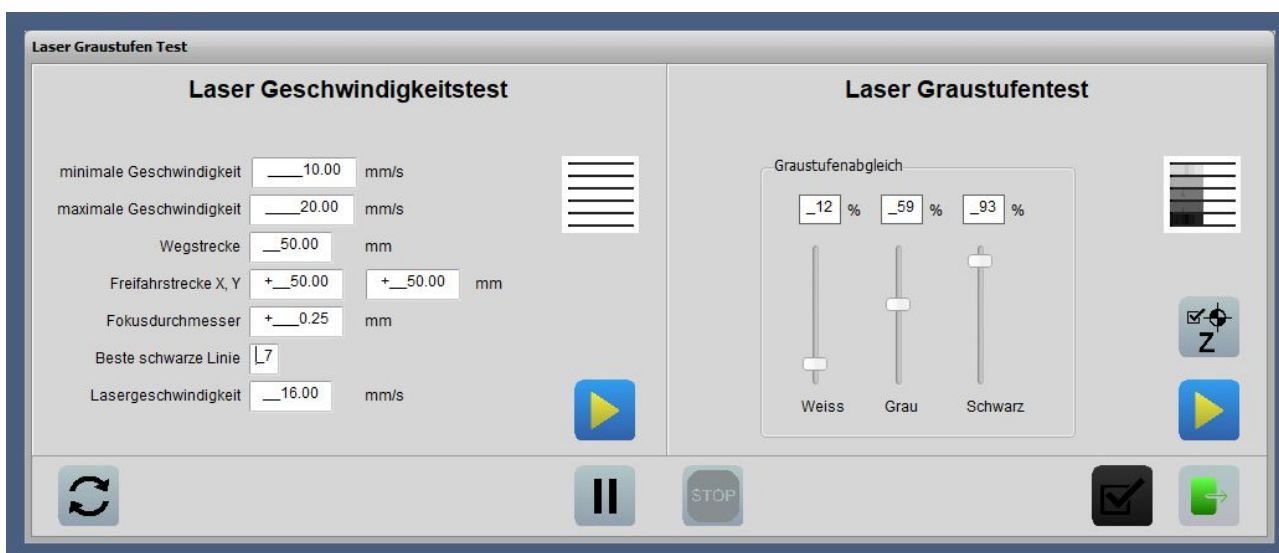 Laser Graustufen Test
Laser Geschwindigkeitstest
minimale Geschwindigkeit ____10.00 mm/s
maximale Geschwindigkeit ____20.00 mm/s
Wegstrecke __50.00 mm
Freifahrstrecke X, Y +__50.00 +__50.00 mm
Fokusdurchmesser +___0.25 mm
Beste schwarze Linie _7
Lasergeschwindigkeit __16.00 mm/s
Laser Graustufentest
Graustufenabgleich
_12 % _59 % _93 %
Weiss Grau Schwarz
Z
STOP